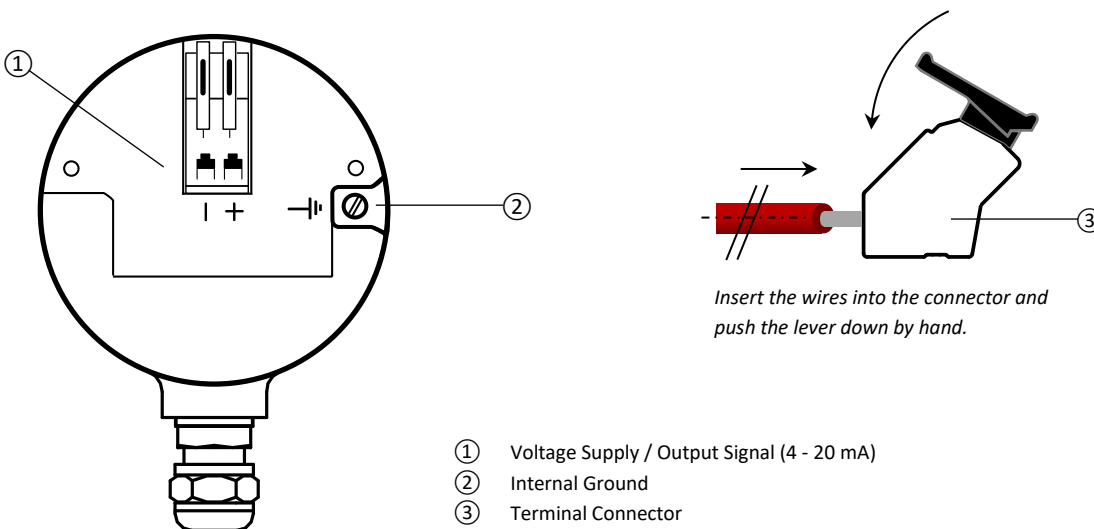 ①
②
− +
③
Insert the wires into the connector and
push the lever down by hand.
① Voltage Supply / Output Signal (4 - 20 mA)
② Internal Ground
③ Terminal Connector